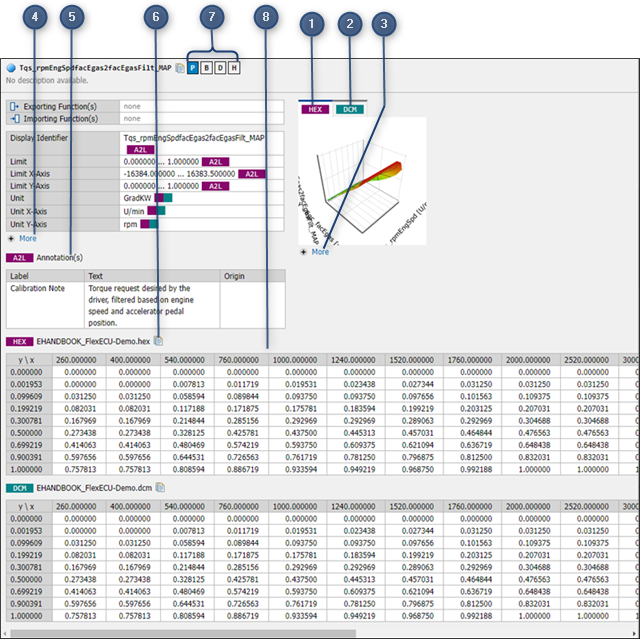 4 5 6 7 8 1 2 3
Tqs_rpmEngSpdfacEgas2facEgasFilt_MAP P B D H
No description available.
Exporting Function(s) none
Importing Function(s) none
HEX DCM
Display Identifier Tqs_rpmEngSpdfacEgas2facEgasFilt_MAP
A2L
Limit 0.000000 ... 1.000000 A2L
Limit X-Axis -16384.000000 ... 16383.500000 A2L
Limit Y-Axis 0.000000 ... 1.000000 A2L
Unit GradKW
Unit X-Axis U/min
Unit Y-Axis rpm
More
_rpmEngSpd [U/
More
A2L Annotation(s)
Label Text Origin
Calibration Note Torque request desired by the
driver, filtered based on engine
speed and accelerator pedal
position.
HEX EHANDBOOK_FlexECU-Demo.hex
y \ x 260.000000 400.000000 540.000000 760.000000 1000.000000 1240.000000 1520.000000 1760.000000 2000.000000 2520.000000 3000
0.000000 0.000000 0.000000 0.000000 0.000000 0.000000 0.000000 0.000000 0.000000 0.000000 0.000000
0.001953 0.000000 0.000000 0.007813 0.011719 0.019531 0.023438 0.027344 0.031250 0.031250 0.031250
0.099609 0.031250 0.031250 0.058594 0.089844 0.093750 0.093750 0.097656 0.101563 0.109375 0.109375
0.199219 0.082031 0.082031 0.117188 0.171875 0.175781 0.183594 0.199219 0.203125 0.207031 0.207031
0.300781 0.167969 0.167969 0.214844 0.285156 0.292969 0.292969 0.289063 0.292969 0.304688 0.304688
0.500000 0.273438 0.273438 0.328125 0.425781 0.437500 0.445313 0.457031 0.464844 0.476563 0.476563
0.699219 0.414063 0.414063 0.480469 0.574219 0.593750 0.609375 0.621094 0.636719 0.648438 0.648438
0.900391 0.597656 0.597656 0.644531 0.726563 0.761719 0.781250 0.796875 0.812500 0.832031 0.832031
1.000000 0.757813 0.757813 0.808594 0.886719 0.933594 0.949219 0.968750 0.992188 1.000000 1.000000
DCM EHANDBOOK_FlexECU-Demo.dcm
y \ x 260.000000 400.000000 540.000000 760.000000 1000.000000 1240.000000 1520.000000 1760.000000 2000.000000 2520.000000 3000
0.000000 0.000000 0.000000 0.000000 0.000000 0.000000 0.000000 0.000000 0.000000 0.000000 0.000000
0.001953 0.000000 0.000000 0.007813 0.011719 0.019531 0.023438 0.027344 0.031250 0.031250 0.031250
0.099609 0.031250 0.031250 0.058594 0.089844 0.093750 0.093750 0.097656 0.101563 0.109375 0.109375
0.199219 0.082031 0.082031 0.117188 0.171875 0.175781 0.183594 0.199219 0.203125 0.207031 0.207031
0.300781 0.167969 0.167969 0.214844 0.285156 0.292969 0.292969 0.289063 0.292969 0.304688 0.304688
0.500000 0.273438 0.273438 0.328125 0.425781 0.437500 0.445313 0.457031 0.464844 0.476563 0.476563
0.699219 0.414063 0.414063 0.480469 0.574219 0.593750 0.609375 0.621094 0.636719 0.648438 0.648438
0.900391 0.597656 0.597656 0.644531 0.726563 0.761719 0.781250 0.796875 0.812500 0.832031 0.832031
1.000000 0.757813 0.757813 0.808594 0.886719 0.933594 0.949219 0.968750 0.992188 1.000000 1.000000